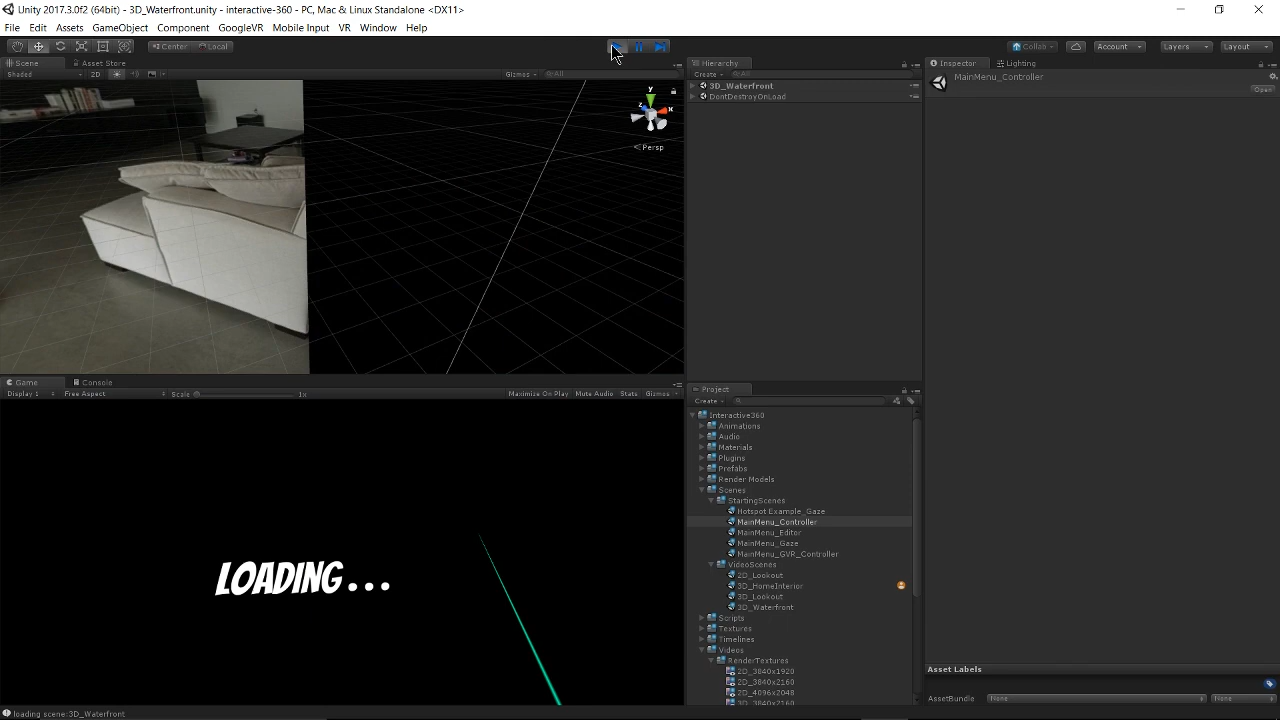 Unity 2017.3.0f2 (64bit) - 3D_Waterfront.unity - interactive-360 - PC, Mac & Linux Standalone <DX11>
File Edit Assets GameObject Component GoogleVR Mobile Input VR Window Help
Center Local Collab Account Layers Layout
Scene Asset Store
Shaded 2D Gizmos All
y
x
z
Persp
Hierarchy
Create All
3D_Waterfront
DontDestroyOnLoad
Inspector Lighting
MainMenu_Controller
Open
Game Console
Display 1 Free Aspect Scale 1x Maximize On Play Mute Audio Stats Gizmos
LOADING...
Project
Create
Interactive360
Animations
Audio
Materials
Plugins
Prefabs
Render Models
Scenes
StartingScenes
Hotspot Example_Gaze
MainMenu_Controller
MainMenu_Editor
MainMenu_Gaze
MainMenu_GVR_Controller
VideoScenes
2D_Lookout
3D_HomeInterior
3D_Lookout
3D_Waterfront
Scripts
Textures
Timelines
Videos
RenderTextures
2D_3840x1920
2D_3840x2160
2D_4096x2048
3D_3840x2160
Asset Labels
AssetBundle None None
loading scene:3D_Waterfront